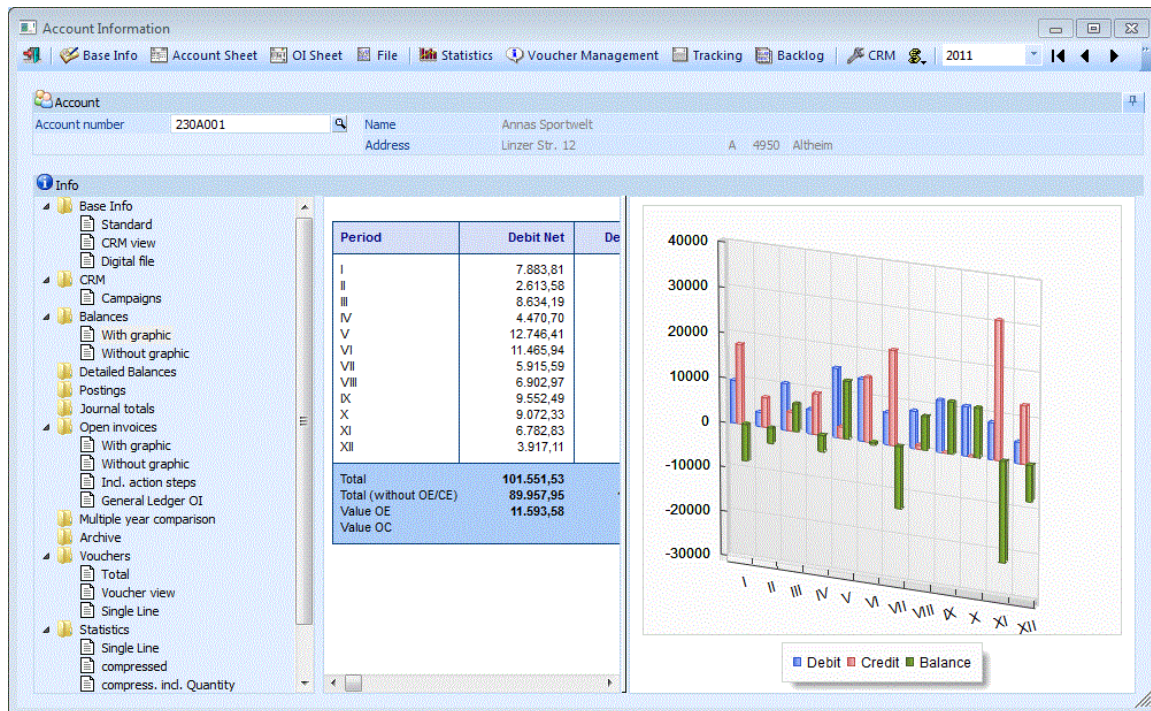 Account Information
Base Info Account Sheet OI Sheet File Statistics Voucher Management Tracking Backlog CRM 2011
Account
Account number 230A001 Name Annas Sportwelt
Address Linzer Str. 12 A 4950 Altheim
Info
Base Info
Standard
CRM view
Digital file
CRM
Campaigns
Balances
With graphic
Without graphic
Detailed Balances
Postings
Journal totals
Open invoices
With graphic
Without graphic
Incl. action steps
General Ledger OI
Multiple year comparison
Archive
Vouchers
Total
Voucher view
Single Line
Statistics
Single Line
compressed
compress. incl. Quantity
Period Debit Net De
I 7.883,81
II 2.613,58
III 8.634,19
IV 4.470,70
V 12.746,41
VI 11.465,94
VII 5.915,59
VIII 6.902,97
IX 9.552,49
X 9.072,33
XI 6.782,83
XII 3.917,11
Total 101.551,53
Total (without OE/CE) 89.957,95
Value OE 11.593,58
Value OC
40000
30000
20000
10000
0
-10000
-20000
-30000
I II III IV V VI VII VIII IX X XI XII
Debit Credit Balance